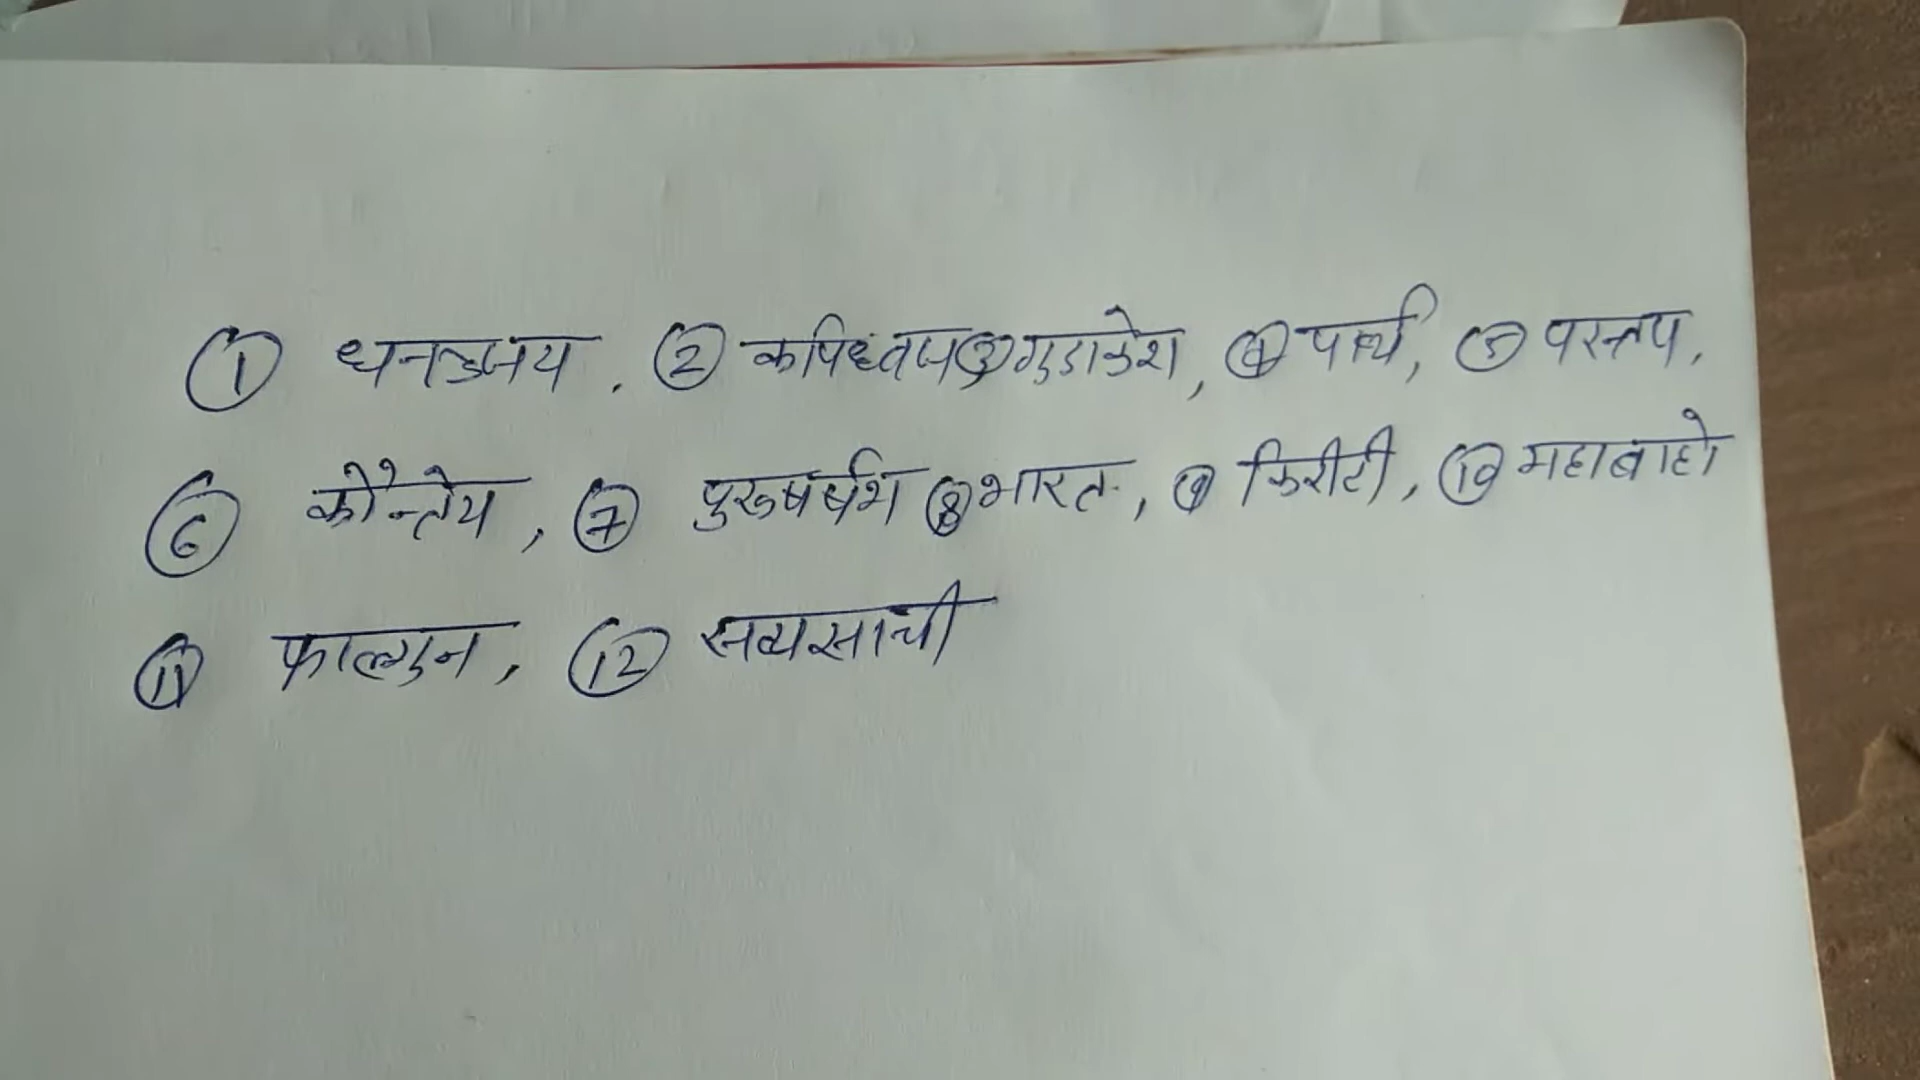 ① धनञ्जय. ② कपिध्वज ③ गुडाकेश, ④ पार्थ, ⑤ परन्तप,
⑥ कौन्तेय, ⑦ पुरुषर्षभ ⑧ भारत, ⑨ किरीटी, ⑩ महाबाहो
⑪ फाल्गुन, ⑫ सव्यसाची